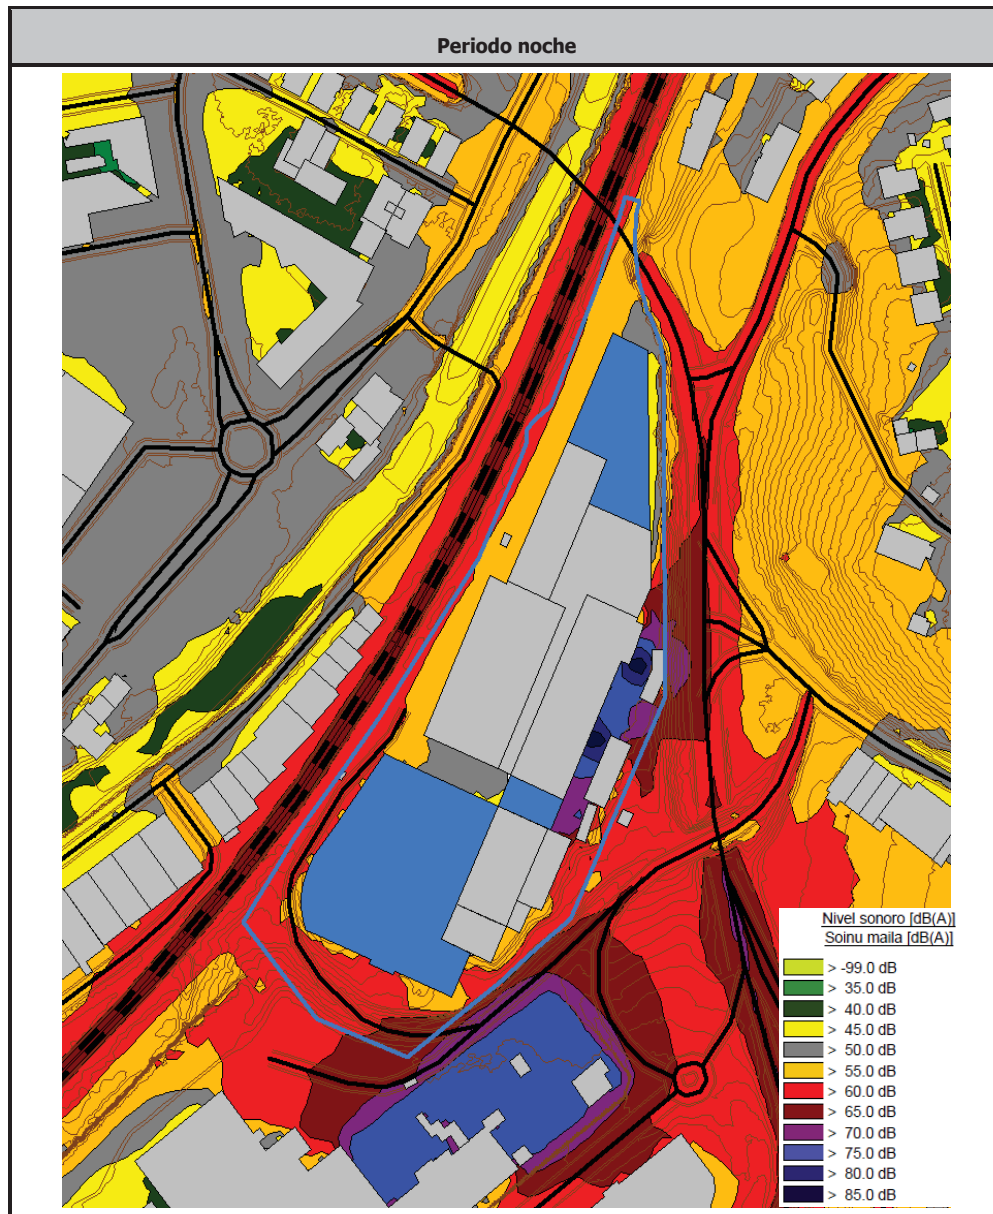 Periodo noche
Nivel sonoro [dB(A)]
Soinu maila [dB(A)]
> -99.0 dB
> 35.0 dB
> 40.0 dB
> 45.0 dB
> 50.0 dB
> 55.0 dB
> 60.0 dB
> 65.0 dB
> 70.0 dB
> 75.0 dB
> 80.0 dB
> 85.0 dB